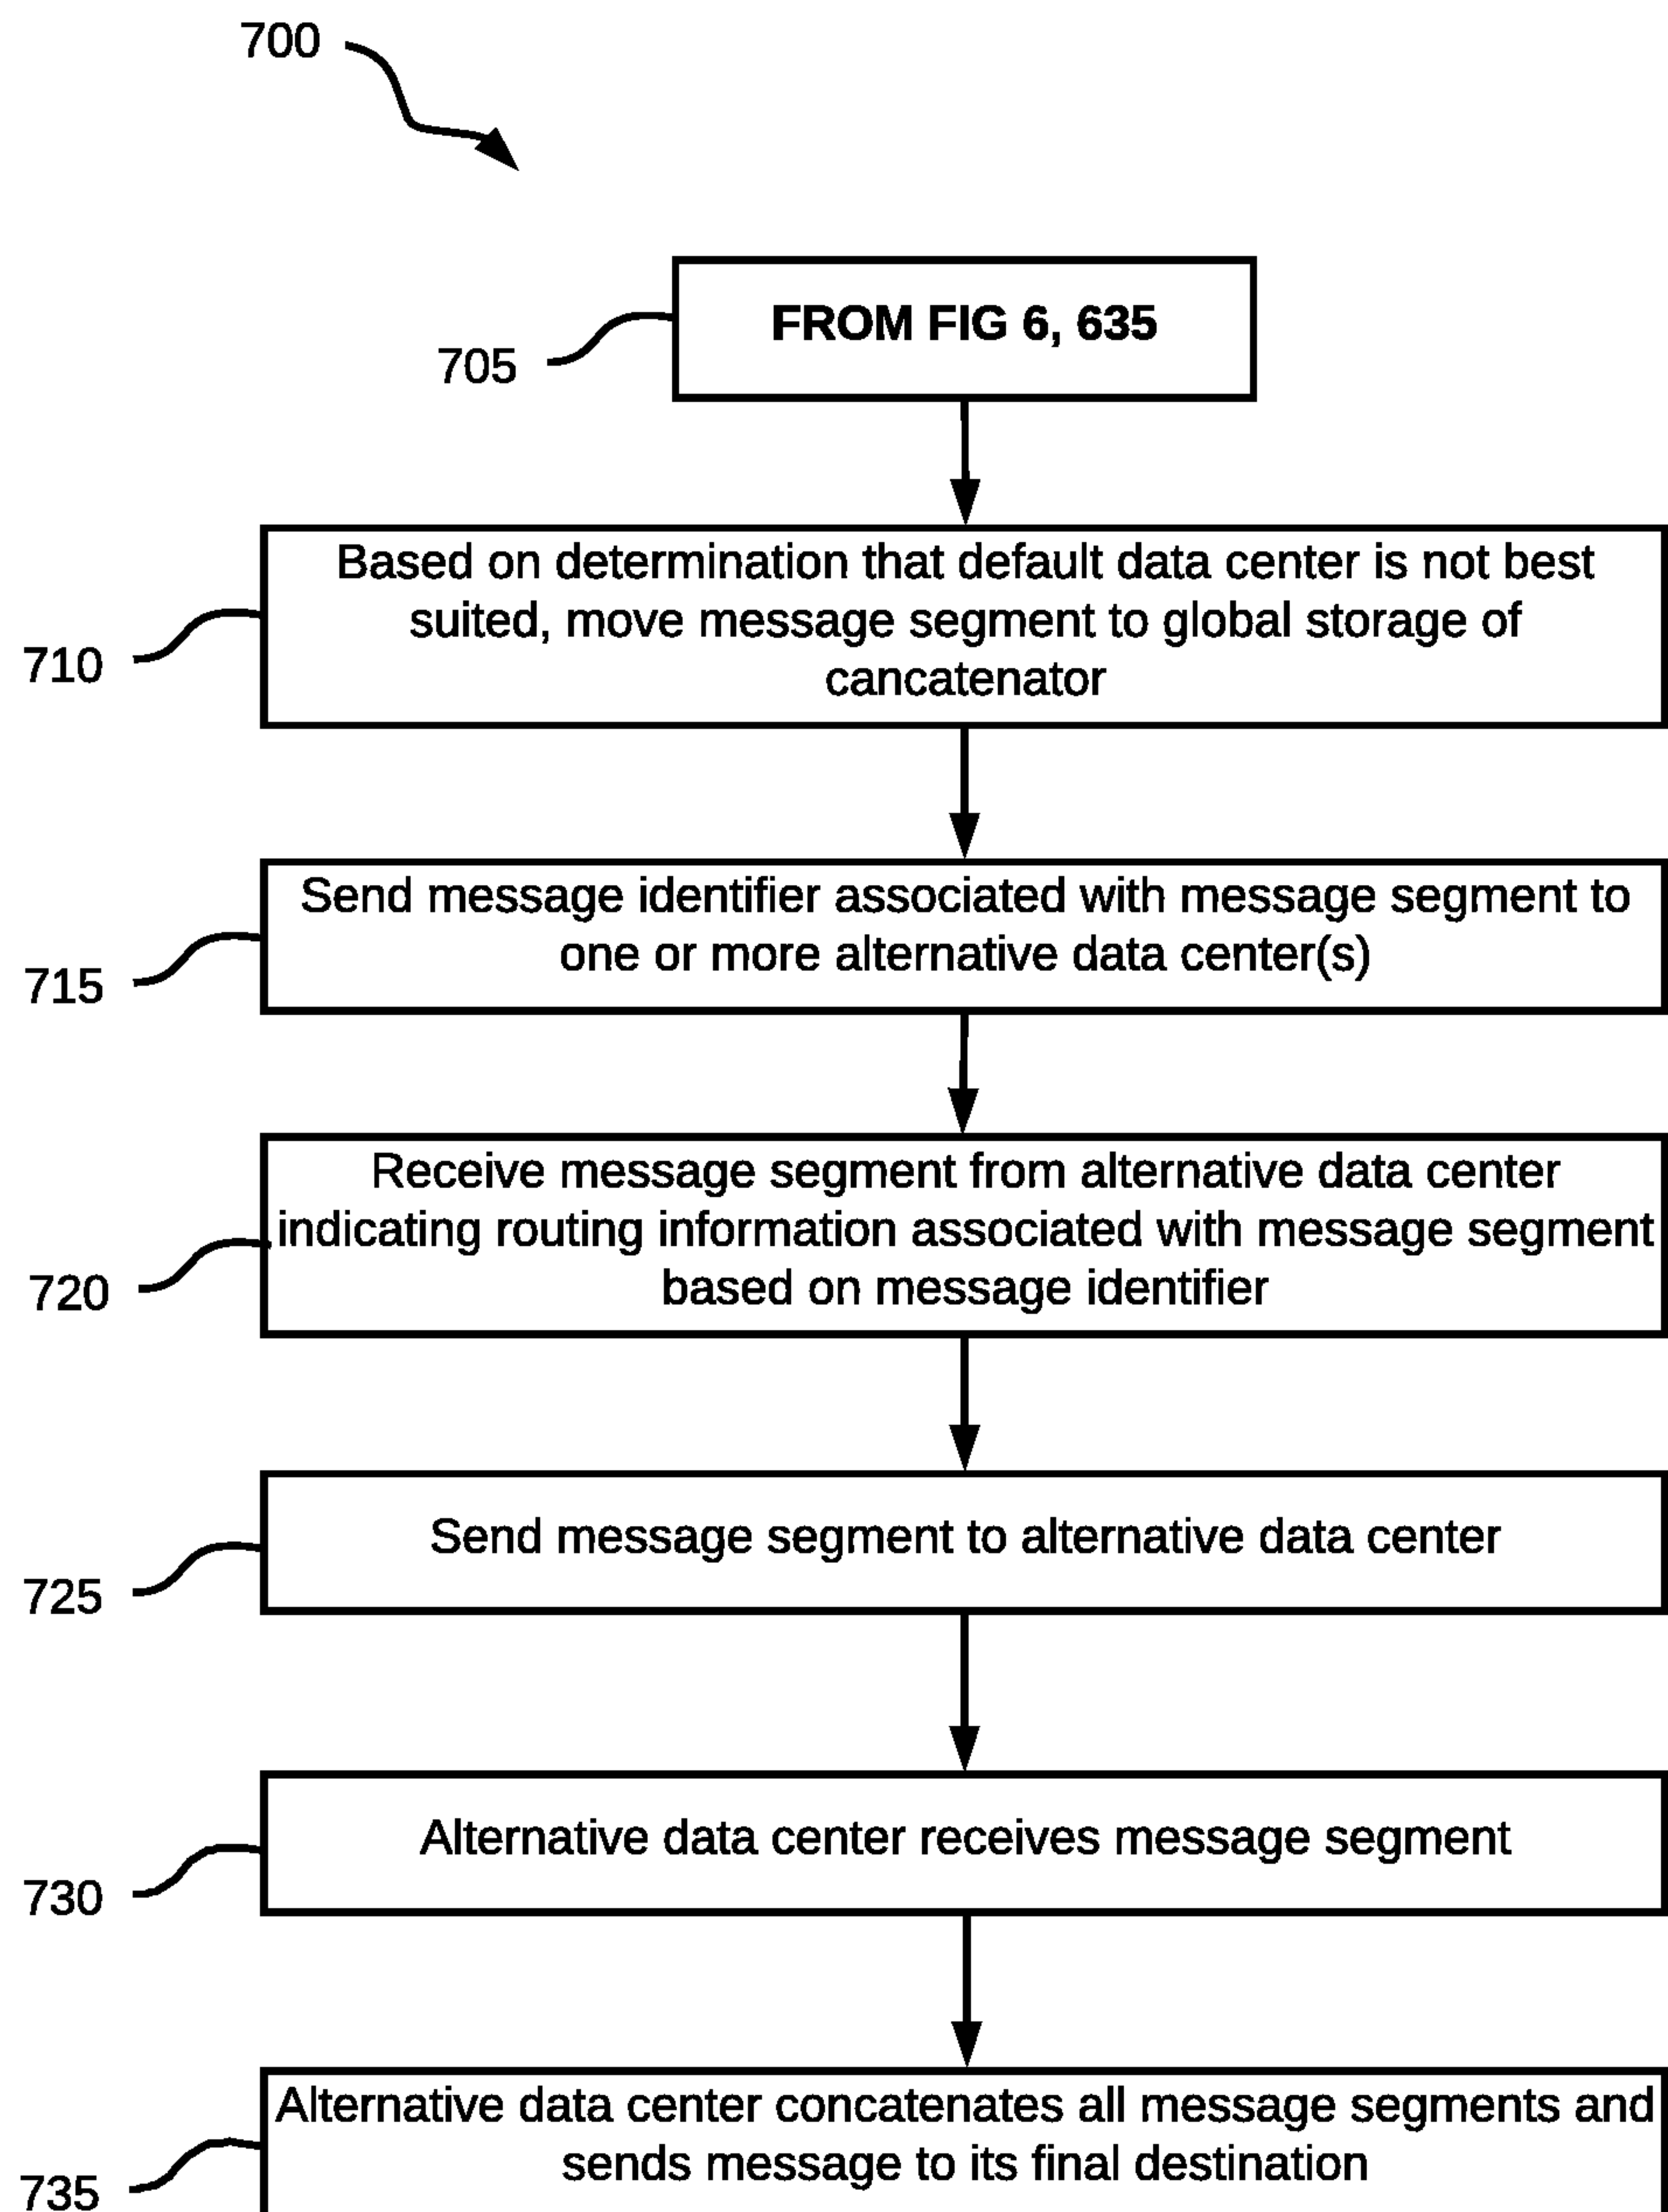 700
FROM FIG 6, 635
705
Based on determination that default data center is not best
suited, move message segment to global storage of
cancatenator
710
Send message identifier associated with message segment to
one or more alternative data center(s)
715
Receive message segment from alternative data center
indicating routing information associated with message segment
based on message identifier
720
Send message segment to alternative data center
725
Alternative data center receives message segment
730
Alternative data center concatenates all message segments and
sends message to its final destination
735